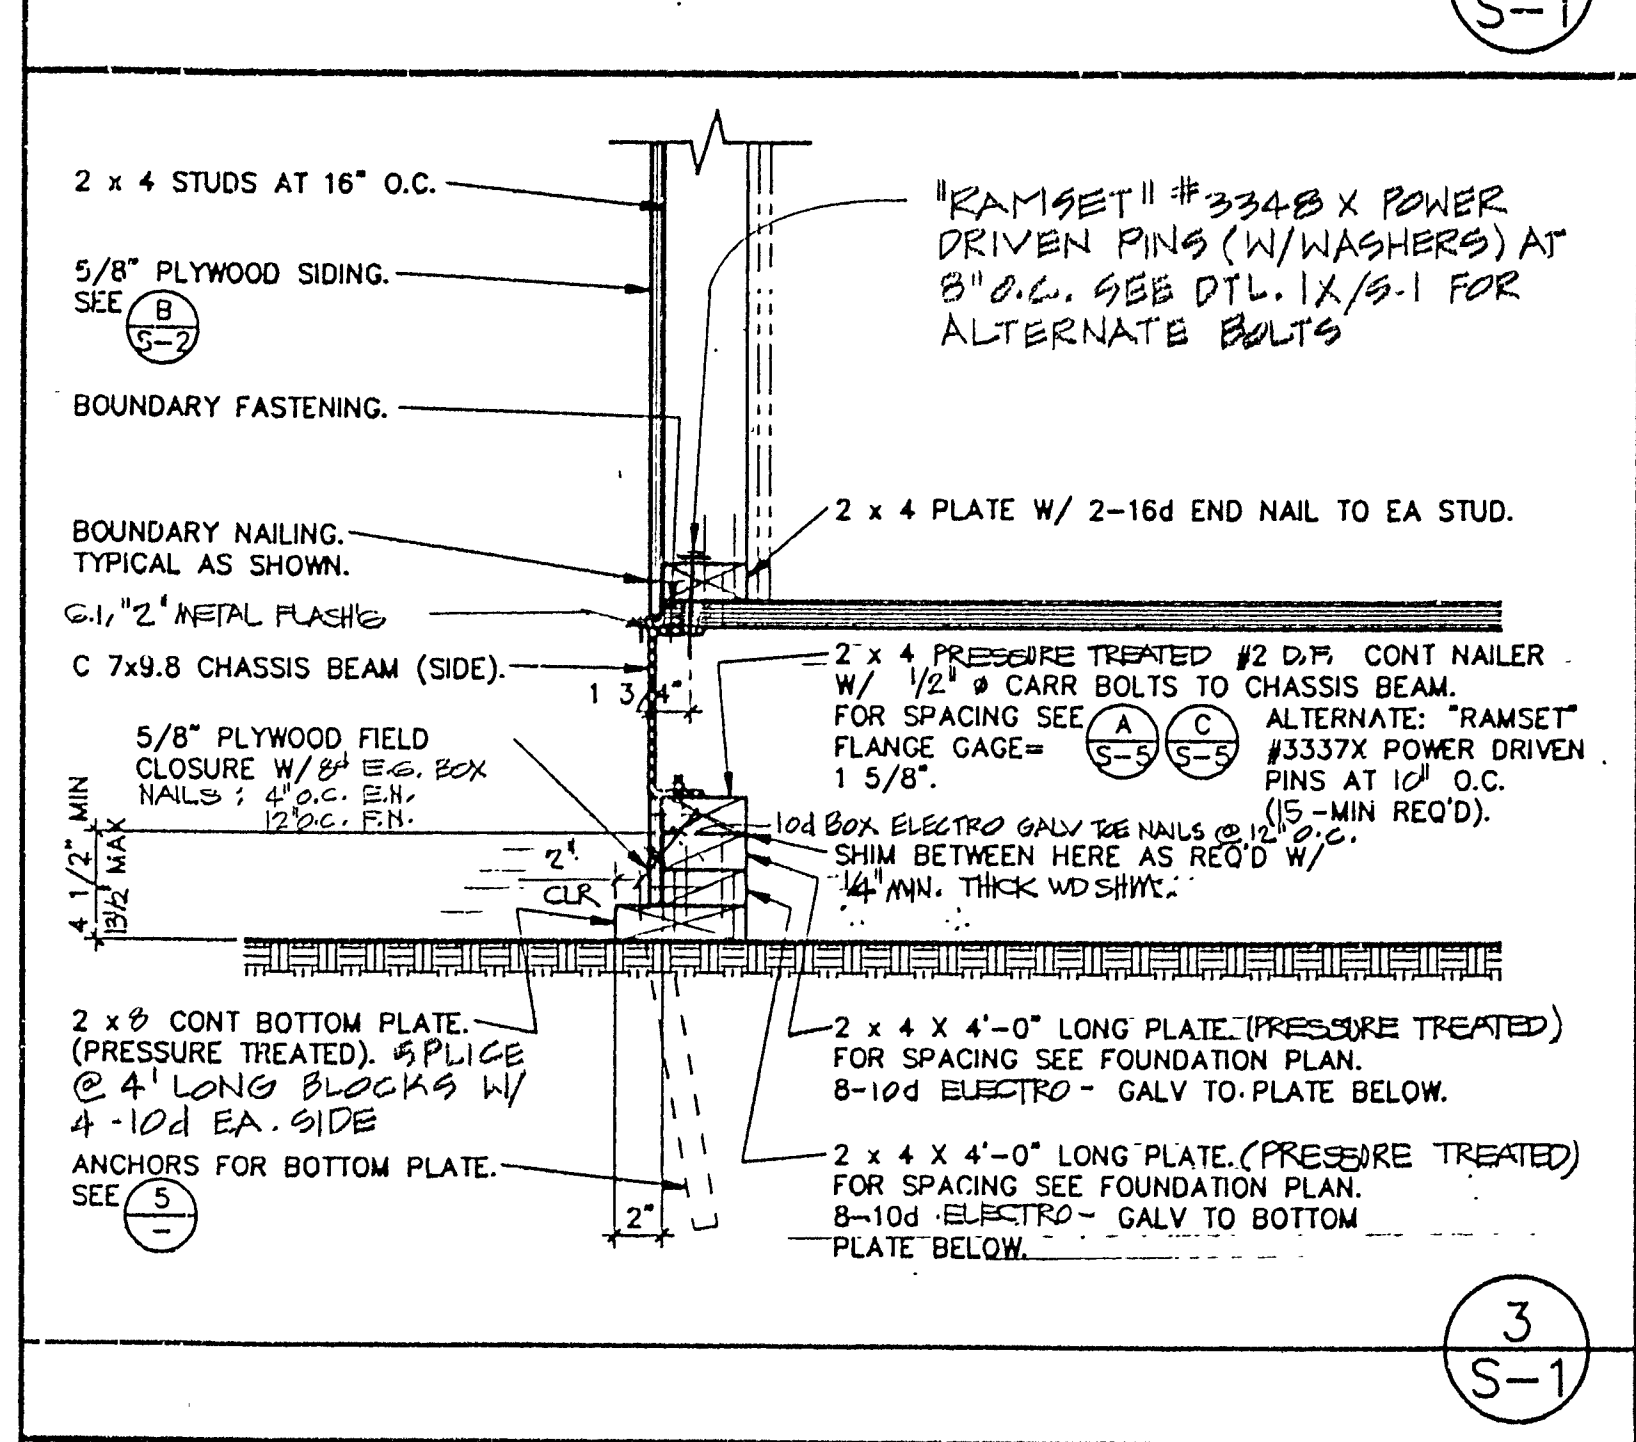 S-1
2 x 4 STUDS AT 16" O.C.
5/8" PLYWOOD SIDING.
SEE B
S-2
BOUNDARY FASTENING.
BOUNDARY NAILING.
TYPICAL AS SHOWN.
G.I, "2" METAL FLASH'G
C 7x9.8 CHASSIS BEAM (SIDE).
1 3/4"
5/8" PLYWOOD FIELD
CLOSURE W/ 8d E.G. BOX
NAILS ; 4" O.C. E.N.
12" O.C. F.N.
4 1/2" MIN
13 1/2" MAX
2"
CLR
2 x 8 CONT BOTTOM PLATE.
(PRESSURE TREATED). SPLICE
@ 4' LONG BLOCKS W/
4 -10d EA. SIDE
ANCHORS FOR BOTTOM PLATE.
SEE 5
-
2"
"RAMSET" #3348 X POWER
DRIVEN PINS (W/WASHERS) AT
8" O.C. SEE DTL. 1X/S-1 FOR
ALTERNATE BOLTS
2 x 4 PLATE W/ 2-16d END NAIL TO EA STUD.
2 x 4 PRESSURE TREATED #2 D.F. CONT NAILER
W/ 1/2" ø CARR BOLTS TO CHASSIS BEAM.
FOR SPACING SEE A
S-5 C
S-5
FLANGE GAGE=
1 5/8".
ALTERNATE: "RAMSET"
#3337X POWER DRIVEN
PINS AT 10" O.C.
(15 -MIN REQ'D).
10d BOX ELECTRO GALV TOE NAILS @ 12" O.C.
SHIM BETWEEN HERE AS REQ'D W/
1/4" MIN. THICK WD SHIM.
2 x 4 X 4'-0" LONG PLATE. (PRESSURE TREATED)
FOR SPACING SEE FOUNDATION PLAN.
8-10d ELECTRO - GALV TO PLATE BELOW.
2 x 4 X 4'-0" LONG PLATE. (PRESSURE TREATED)
FOR SPACING SEE FOUNDATION PLAN.
8-10d ELECTRO - GALV TO BOTTOM
PLATE BELOW.
3
S-1